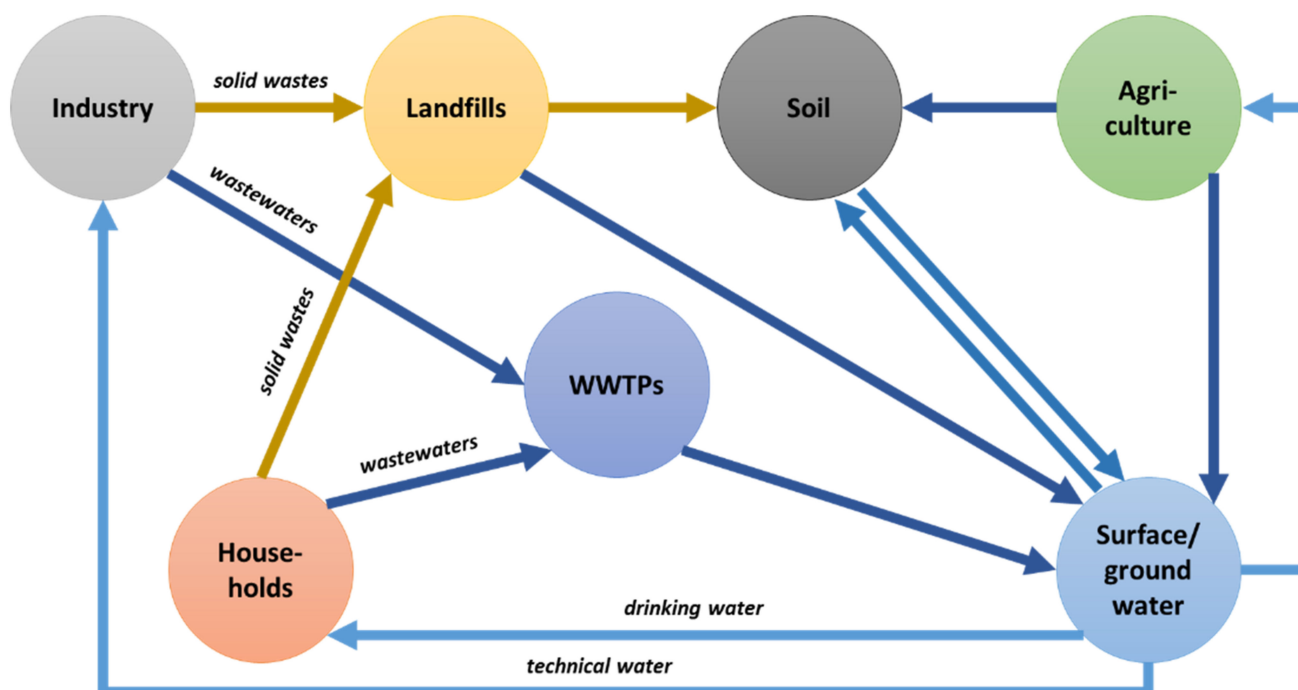 solid wastes
Industry
Landfills
Soil
Agri-
culture
wastewaters
solid wastes
WWTPs
wastewaters
House-
holds
Surface/
ground
water
drinking water
technical water